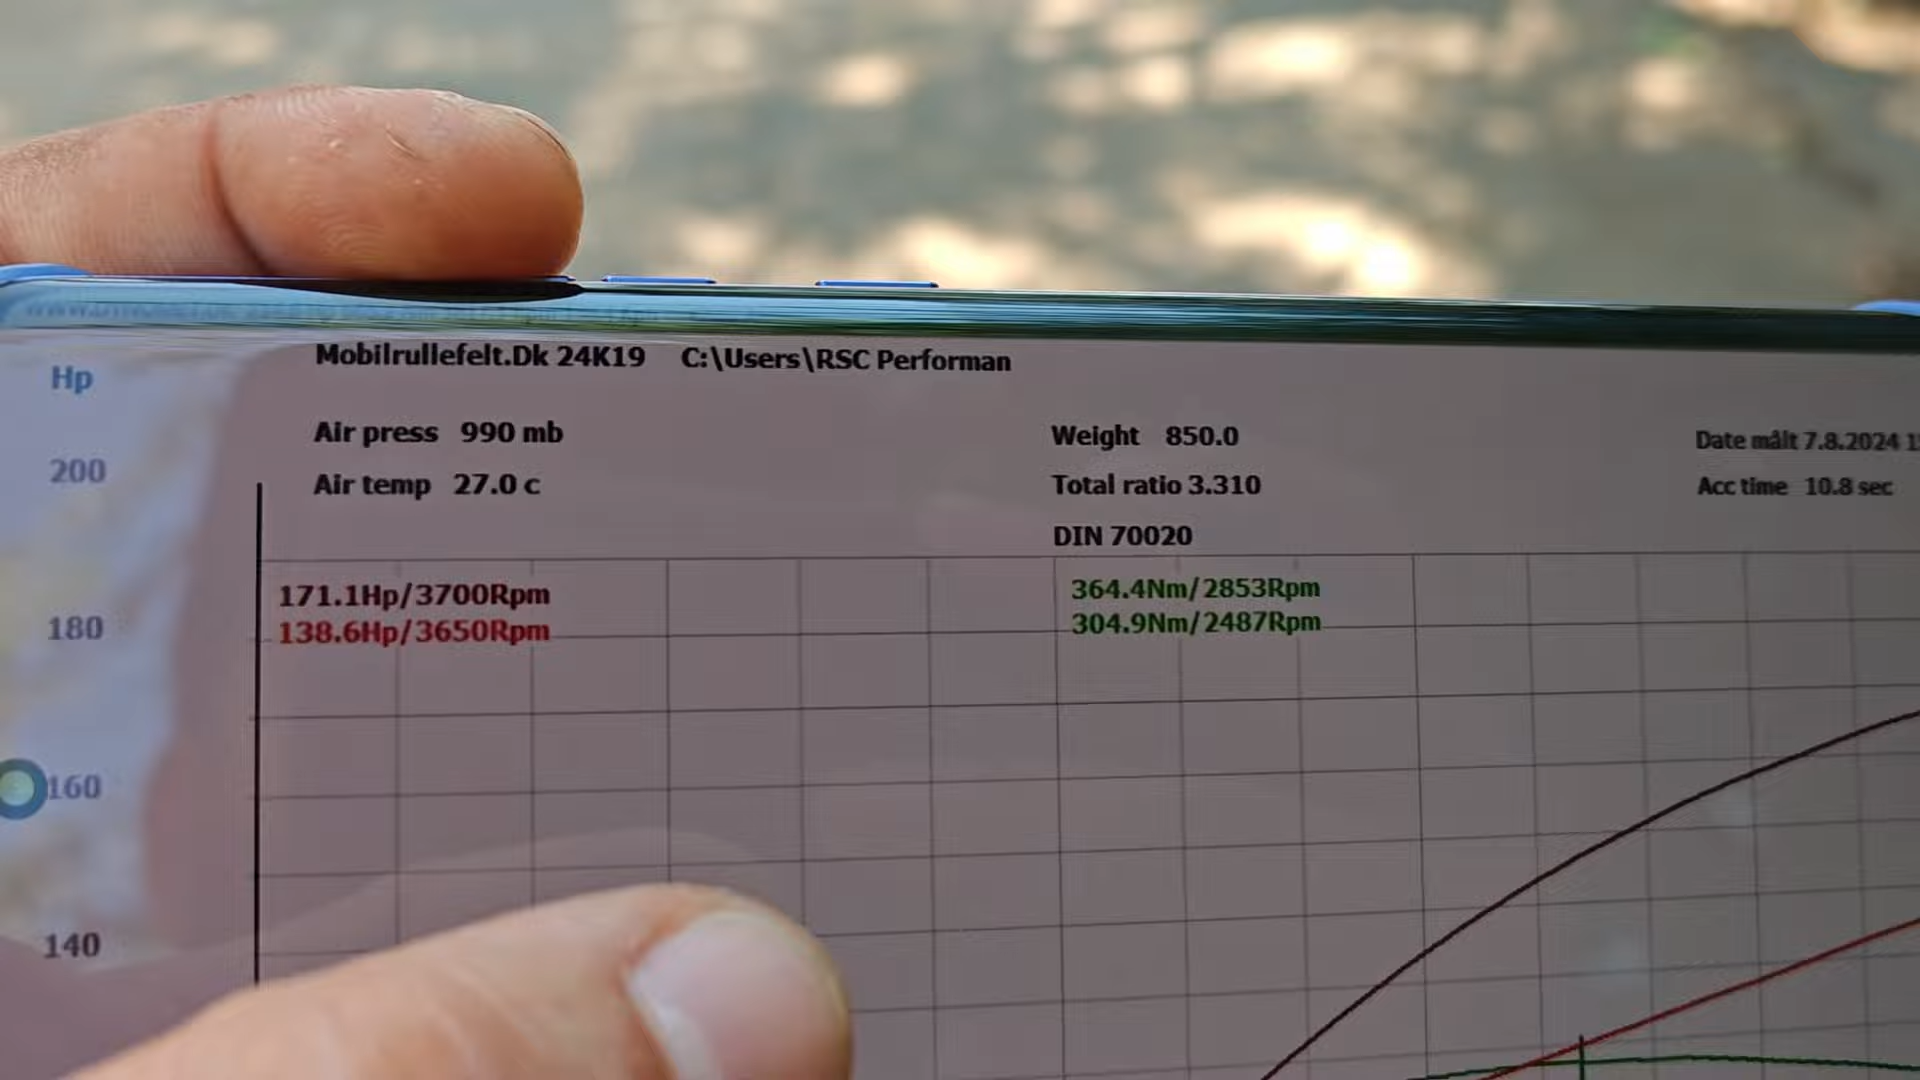 Mobilrullefelt.Dk 24K19 C:\Users\RSC Performan
Hp
Air press 990 mb
Weight 850.0
Date målt 7.8.2024
200
Air temp 27.0 c
Total ratio 3.310
Acc time 10.8 sec
DIN 70020
171.1Hp/3700Rpm
364.4Nm/2853Rpm
180
138.6Hp/3650Rpm
304.9Nm/2487Rpm
160
140